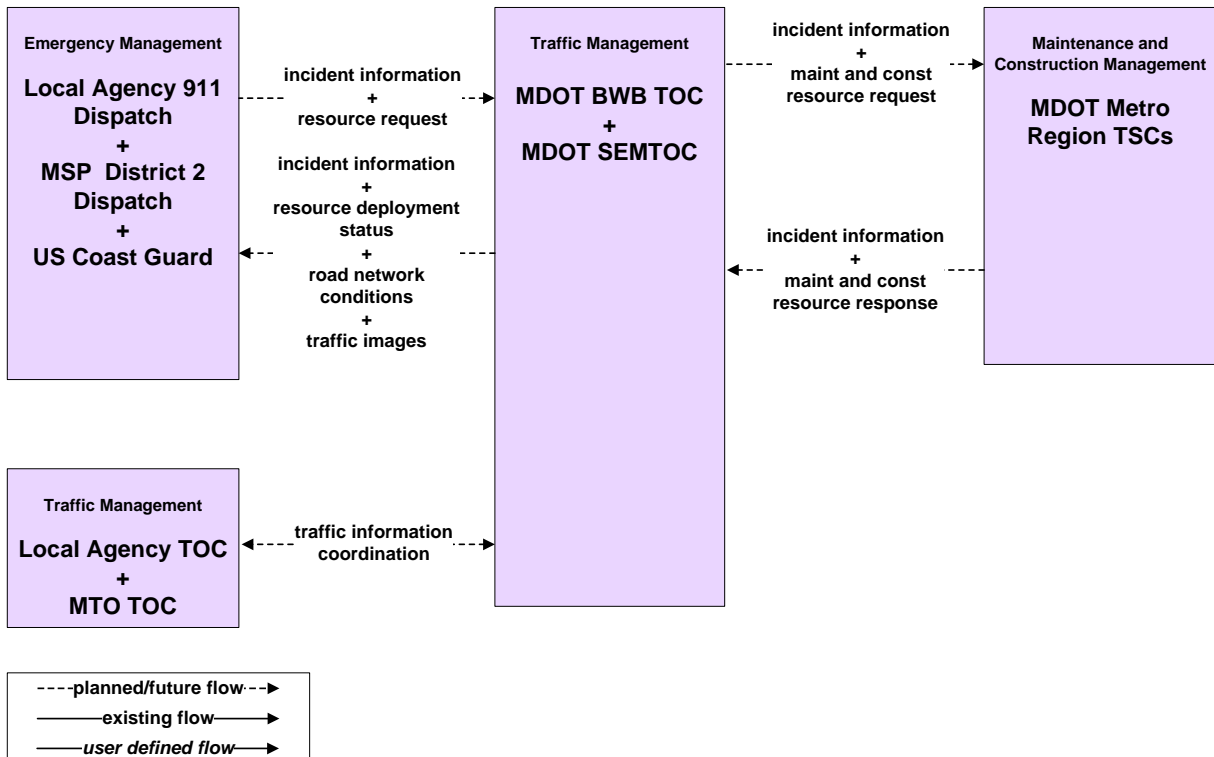 Emergency Management
Local Agency 911
Dispatch
+
MSP District 2
Dispatch
+
US Coast Guard
incident information
+
resource request
incident information
+
resource deployment
status
+
road network
conditions
+
traffic images
Traffic Management
MDOT BWB TOC
+
MDOT SEMTOC
incident information
+
maint and const
resource request
incident information
+
maint and const
resource response
Maintenance and
Construction Management
MDOT Metro
Region TSCs
Traffic Management
Local Agency TOC
+
MTO TOC
traffic information
coordination
planned/future flow
existing flow
user defined flow